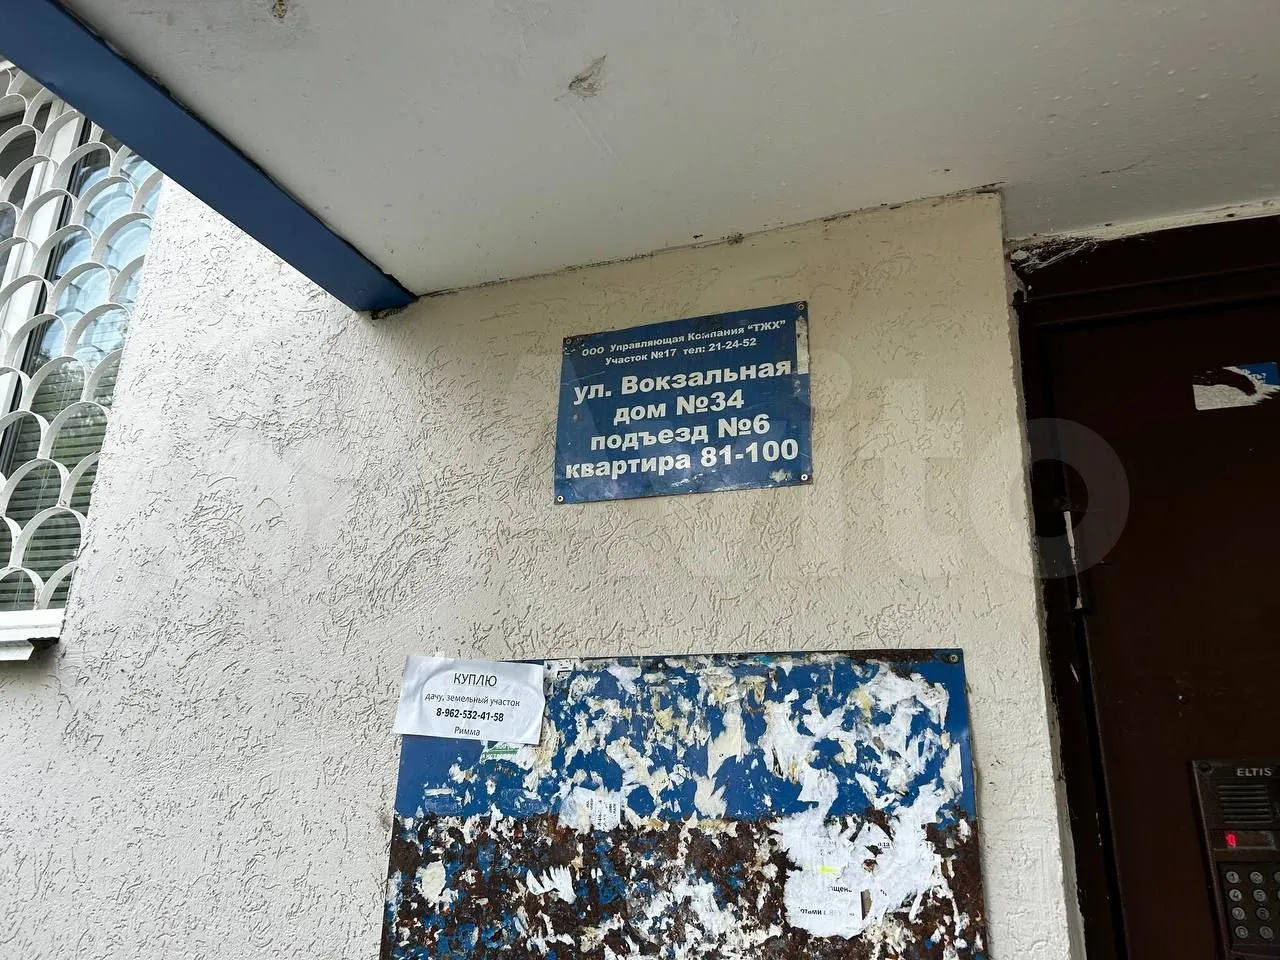 ООО Управляющая Компания "ТЖХ"
Участок №17 тел: 21-24-52
ул. Вокзальная
дом №34
подъезд №6
квартира 81-100
Avito
КУПЛЮ
дачу, земельный участок
8-962-532-41-58
Римма
ELTIS